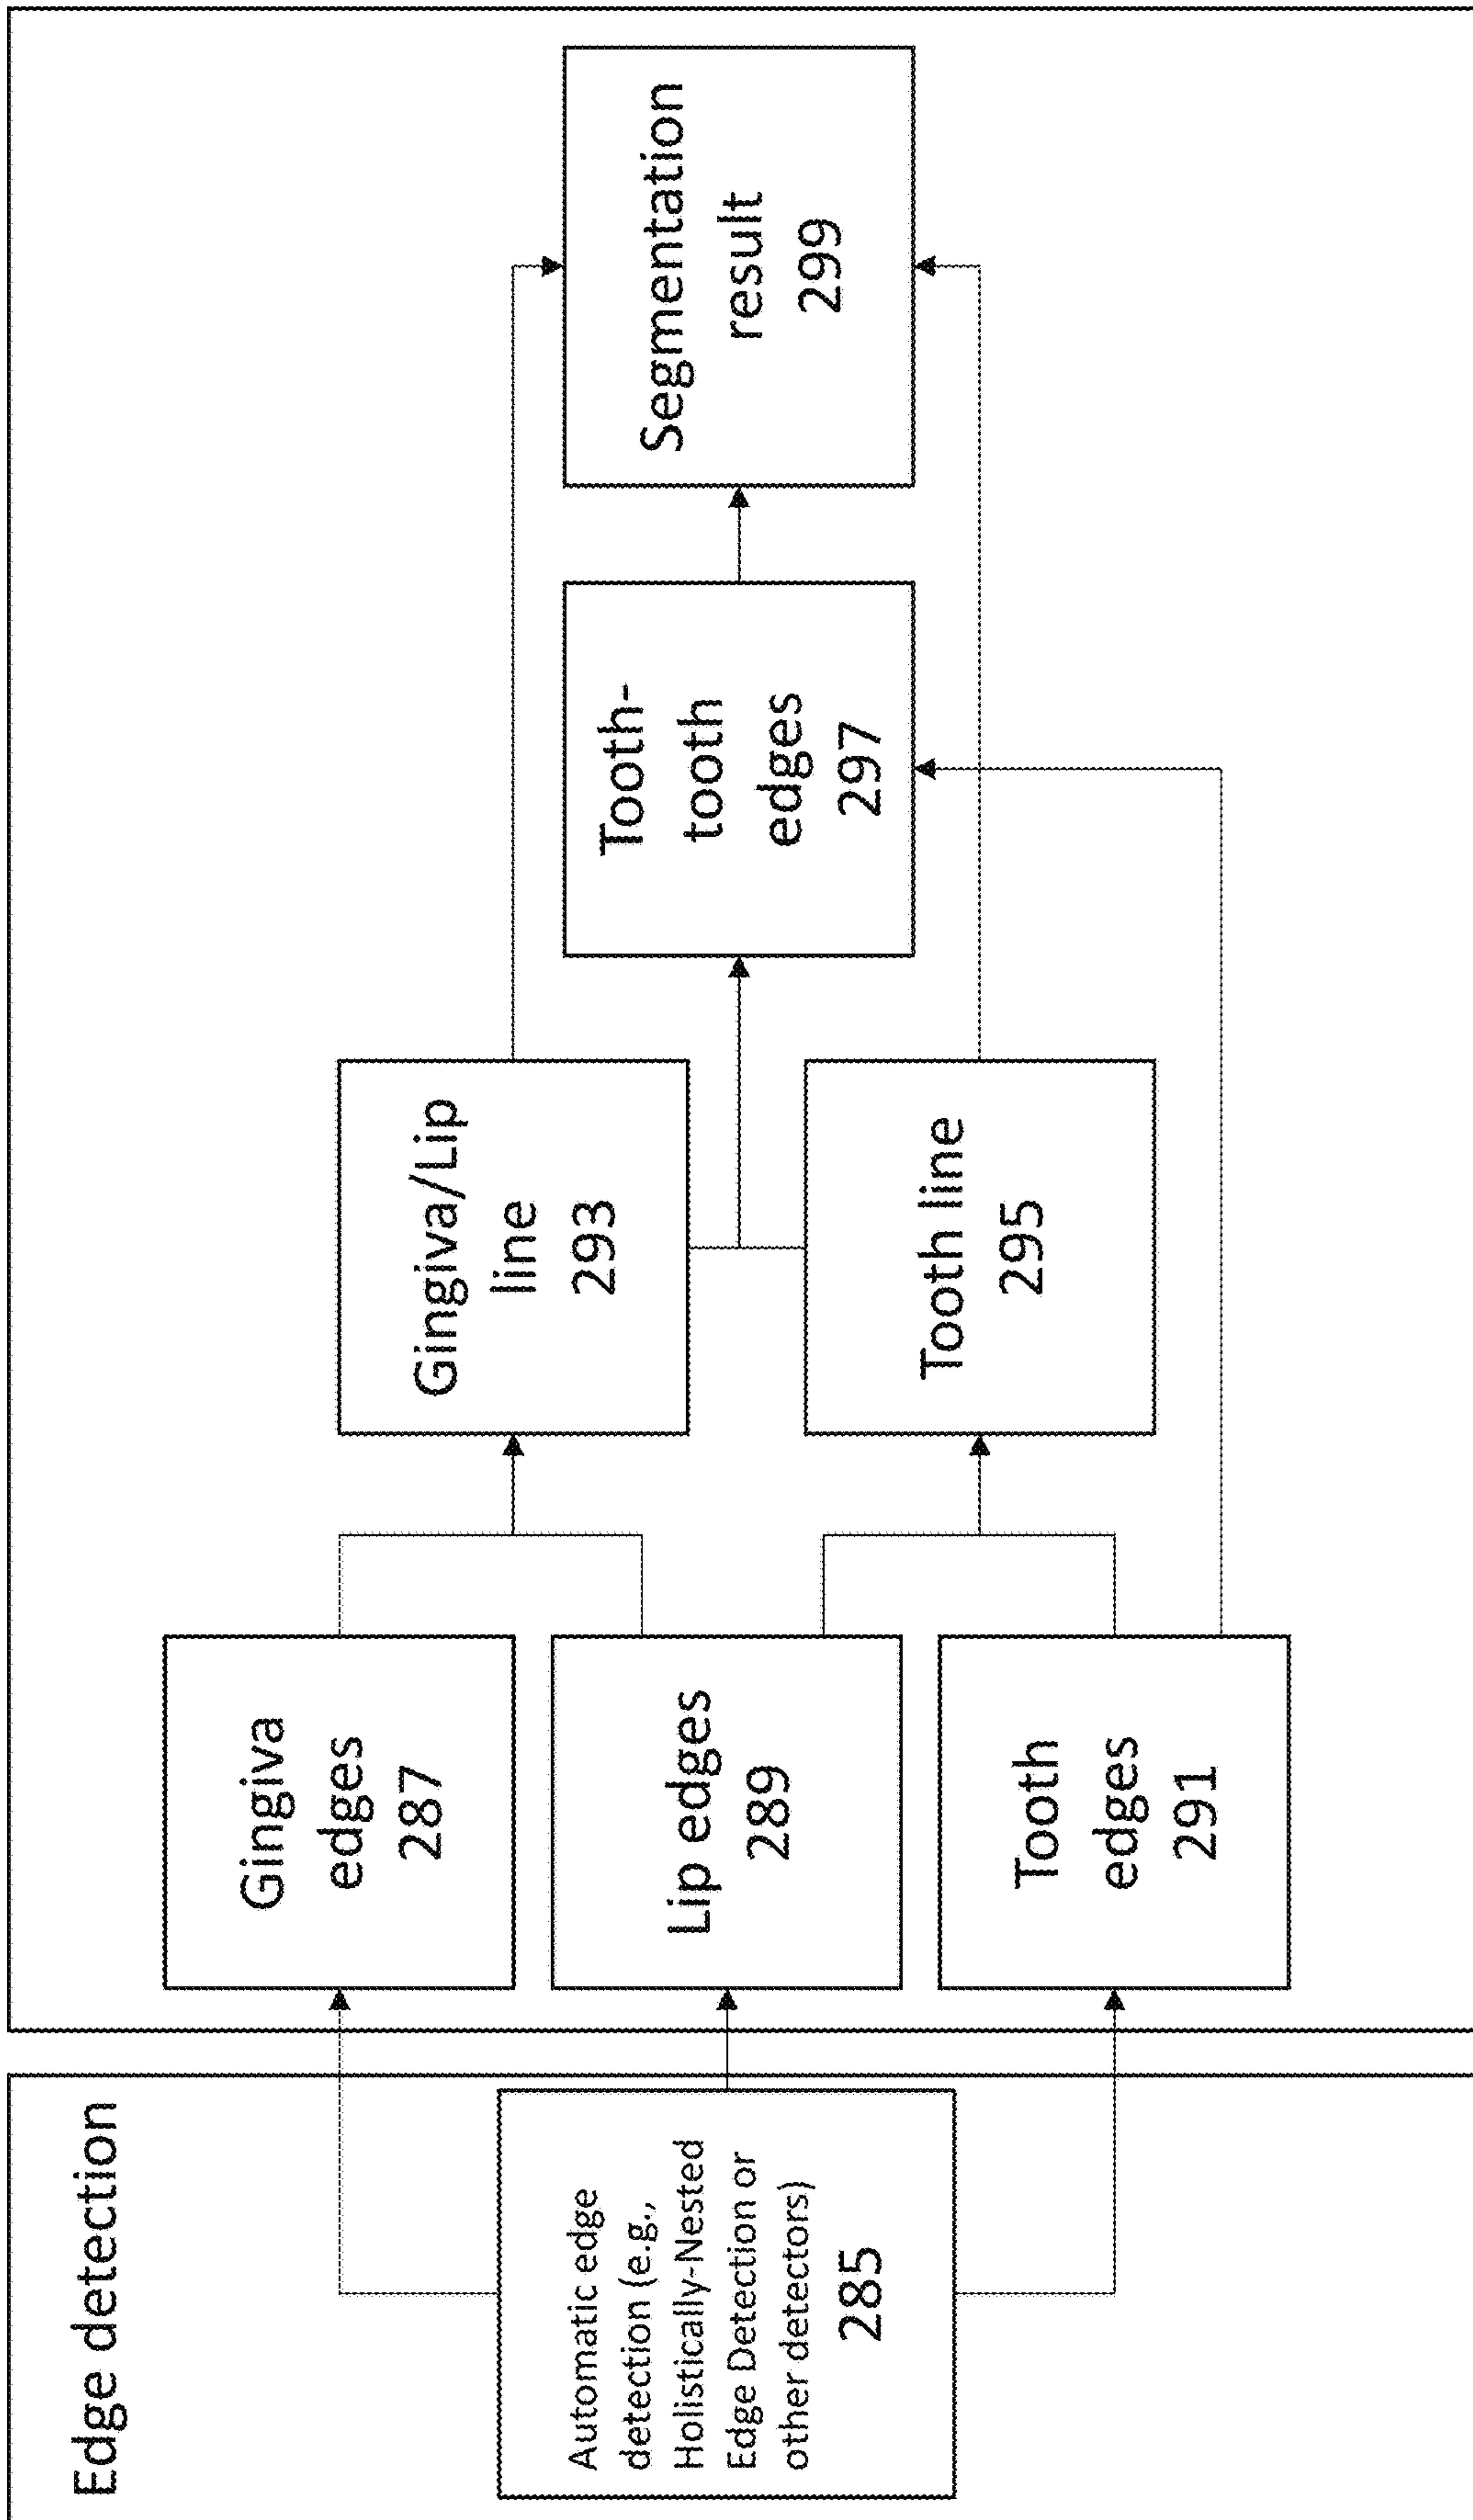 Edge detection
Automatic edge
detection (e.g.,
Holistically-Nested
Edge Detection or
other detectors)
285
Gingiva
edges
287
Lip edges
289
Tooth
edges
291
Gingiva/Lip
line
293
Tooth line
295
Tooth-
tooth
edges
297
Segmentation
result
299